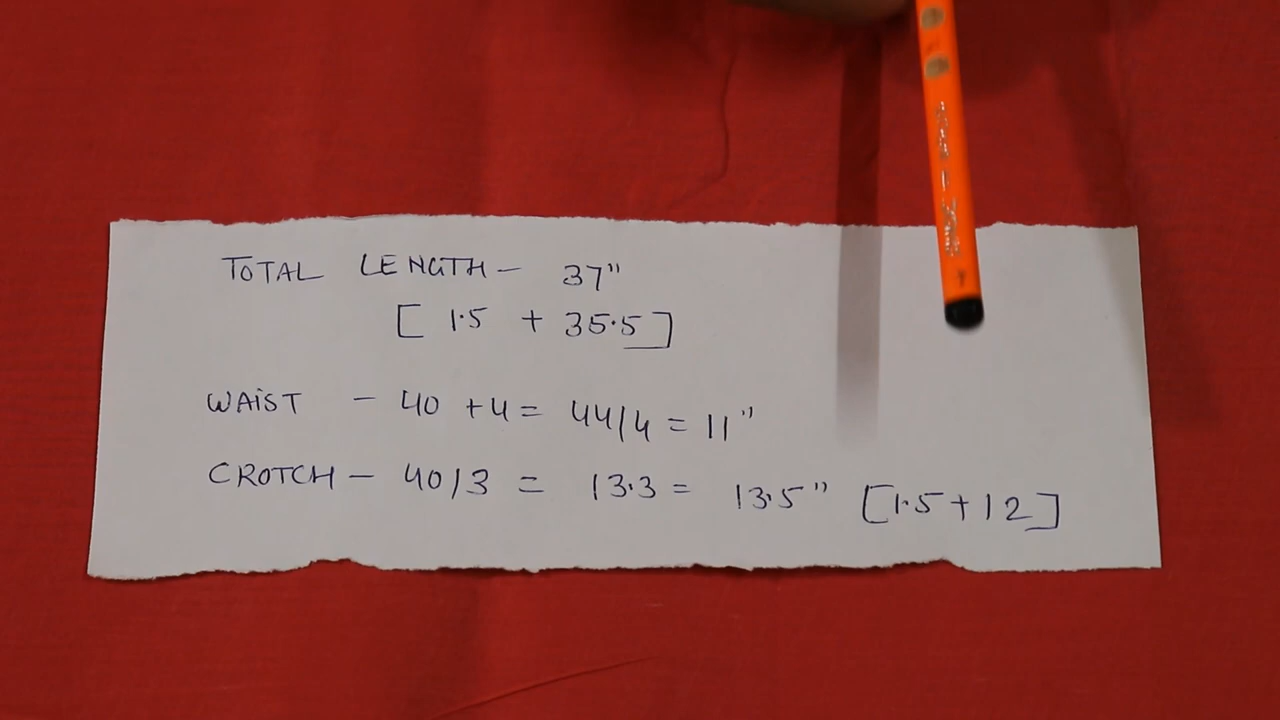 TOTAL LENGTH - 37"
[ 1.5 + 35.5 ]
WAIST - 40 + 4 = 44/4 = 11"
CROTCH - 40/3 = 13.3 = 13.5" [1.5 + 12]